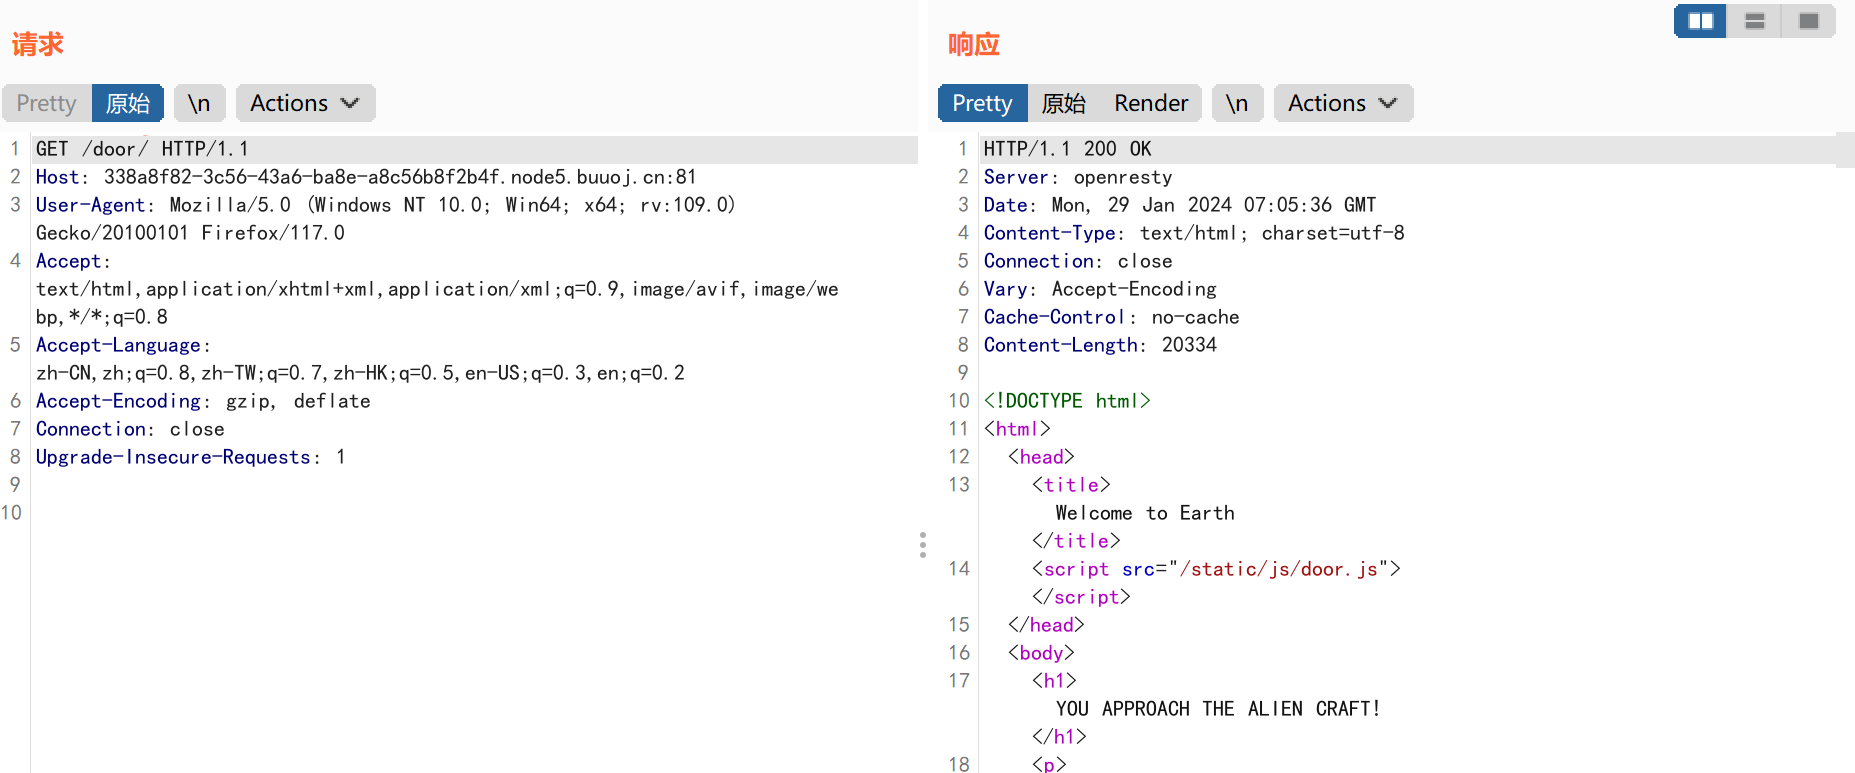 请求
Pretty 原始 \n Actions
1 GET /door/ HTTP/1.1
2 Host: 338a8f82-3c56-43a6-ba8e-a8c56b8f2b4f.node5.buuoj.cn:81
3 User-Agent: Mozilla/5.0 (Windows NT 10.0; Win64; x64; rv:109.0)
Gecko/20100101 Firefox/117.0
4 Accept:
text/html,application/xhtml+xml,application/xml;q=0.9,image/avif,image/we
bp,*/*;q=0.8
5 Accept-Language:
zh-CN,zh;q=0.8,zh-TW;q=0.7,zh-HK;q=0.5,en-US;q=0.3,en;q=0.2
6 Accept-Encoding: gzip, deflate
7 Connection: close
8 Upgrade-Insecure-Requests: 1
9
10
响应
Pretty 原始 Render \n Actions
1 HTTP/1.1 200 OK
2 Server: openresty
3 Date: Mon, 29 Jan 2024 07:05:36 GMT
4 Content-Type: text/html; charset=utf-8
5 Connection: close
6 Vary: Accept-Encoding
7 Cache-Control: no-cache
8 Content-Length: 20334
9
10 <!DOCTYPE html>
11 <html>
12 <head>
13 <title>
Welcome to Earth
</title>
14 <script src="/static/js/door.js">
</script>
15 </head>
16 <body>
17 <h1>
YOU APPROACH THE ALIEN CRAFT!
</h1>
18 <p>